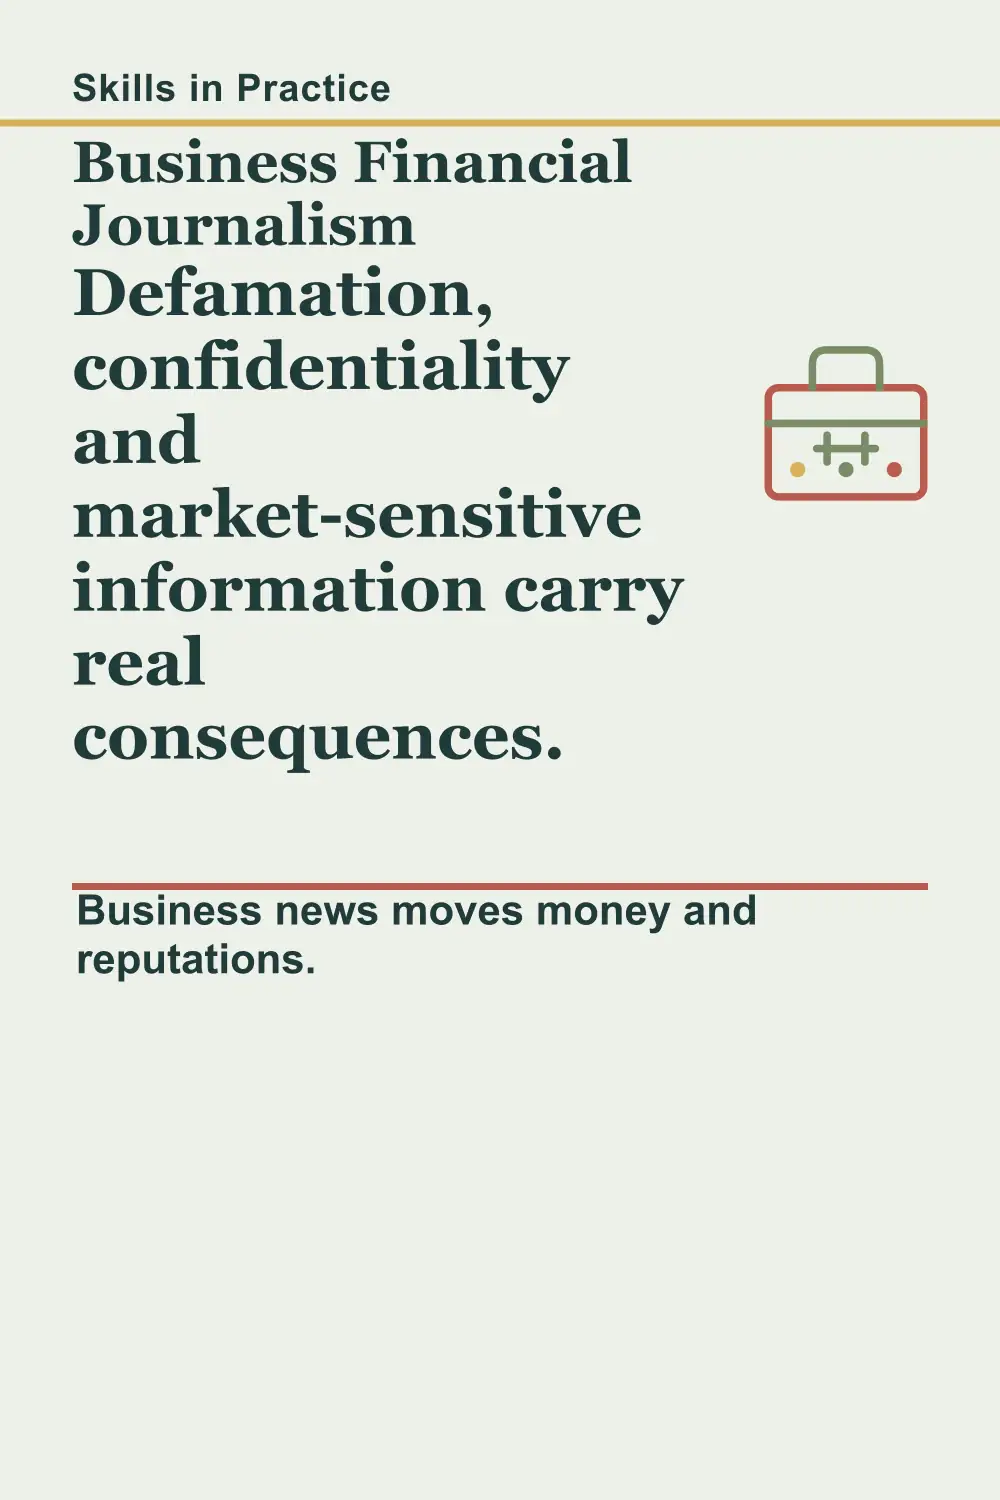 Skills in Practice
Business Financial
Journalism
Defamation,
confidentiality
and
market-sensitive
information carry
real
consequences.
Business news moves money and
reputations.